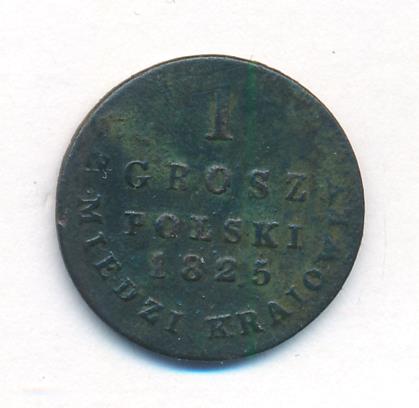 1
GROSZ
POLSKI
1825
Z MIEDZI KRAIOWEY